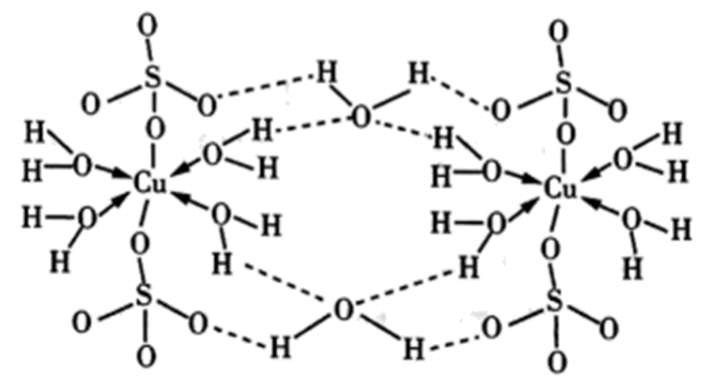 O O
S H H S
O O O O O
H O H H O H
H O O H H O O H
Cu Cu
H O O H H O O H
O O
H H H H
S O S
O O O O
O H H O